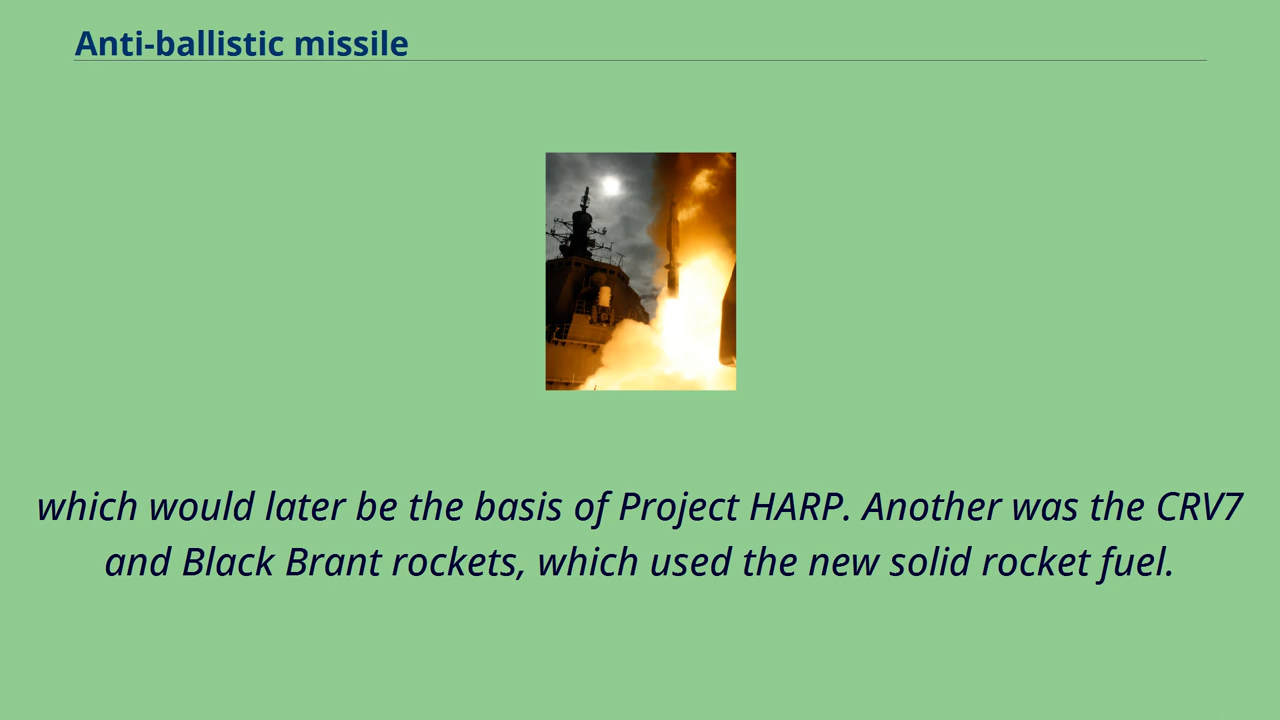 Anti-ballistic missile
which would later be the basis of Project HARP. Another was the CRV7
and Black Brant rockets, which used the new solid rocket fuel.